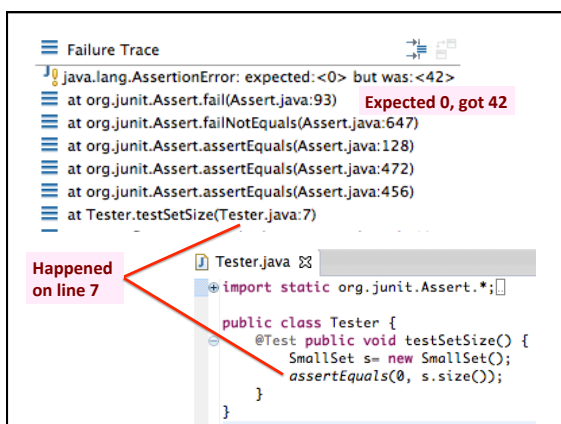 Failure Trace
java.lang.AssertionError: expected:<0> but was:<42>
at org.junit.Assert.fail(Assert.java:93)
Expected 0, got 42
at org.junit.Assert.failNotEquals(Assert.java:647)
at org.junit.Assert.assertEquals(Assert.java:128)
at org.junit.Assert.assertEquals(Assert.java:472)
at org.junit.Assert.assertEquals(Assert.java:456)
at Tester.testSetSize(Tester.java:7)
Happened
on line 7
Tester.java
import static org.junit.Assert.*;
public class Tester {
@Test public void testSetSize() {
SmallSet s= new SmallSet();
assertEquals(0, s.size());
}
}